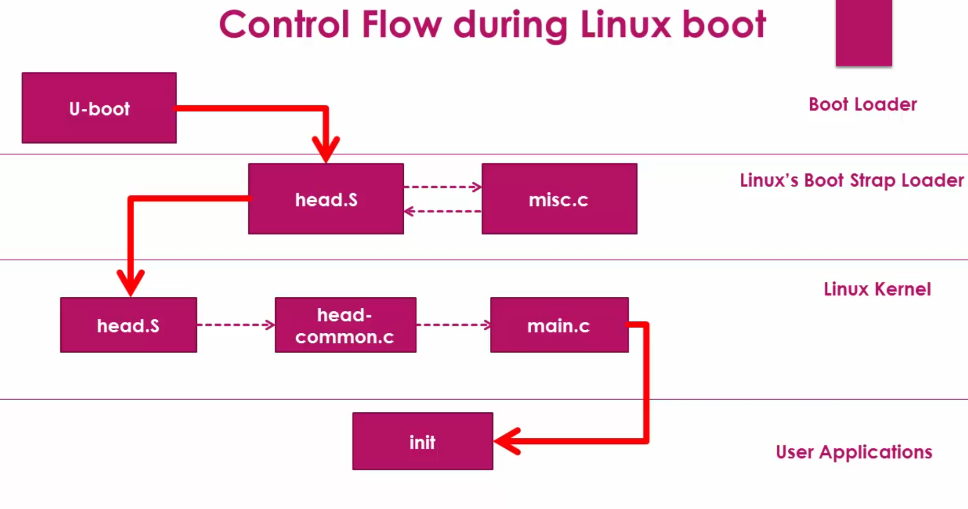 Control Flow during Linux boot
U-boot
Boot Loader
Linux's Boot Strap Loader
head.S
misc.c
Linux Kernel
head.S
head-
common.c
main.c
init
User Applications